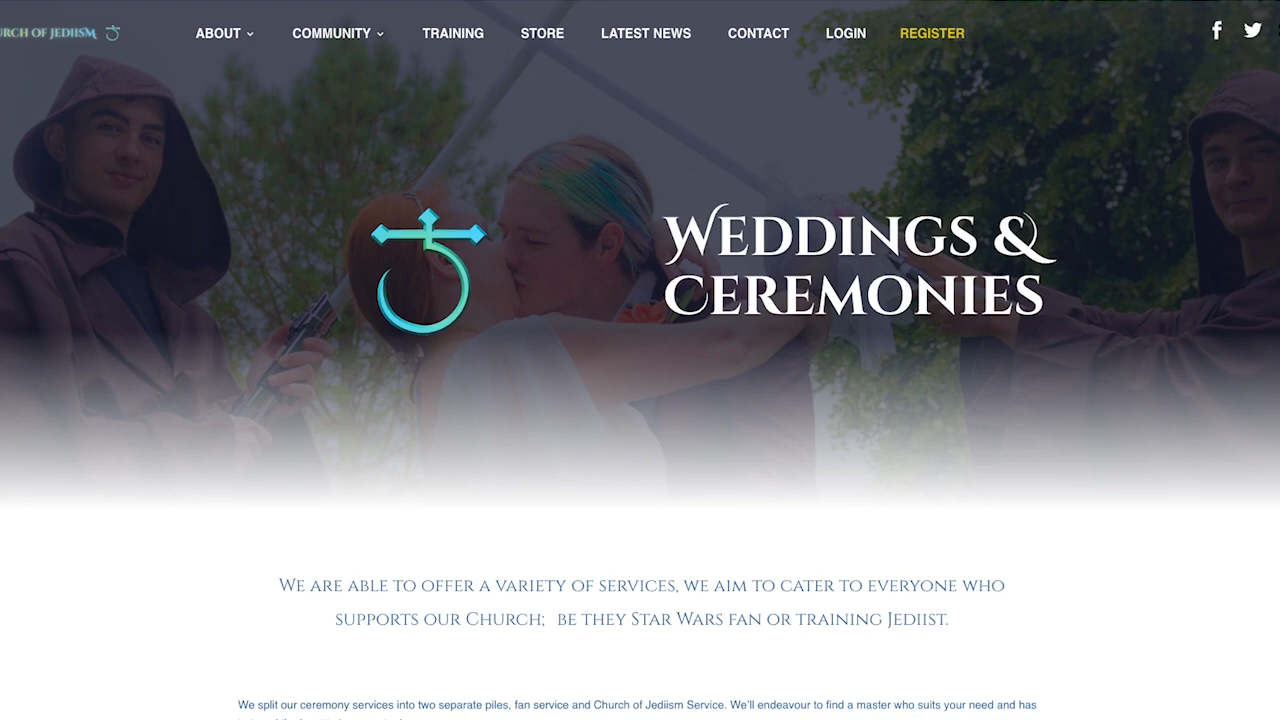 OF JEDIISM
ABOUT COMMUNITY TRAINING STORE LATEST NEWS CONTACT LOGIN REGISTER
WEDDINGS &
CEREMONIES
We are able to offer a variety of services, we aim to cater to everyone who
supports our Church; be they Star Wars fan or training Jediist.
We split our ceremony services into two separate piles, fan service and Church of Jediism Service. We'll endeavour to find a master who suits your need and has